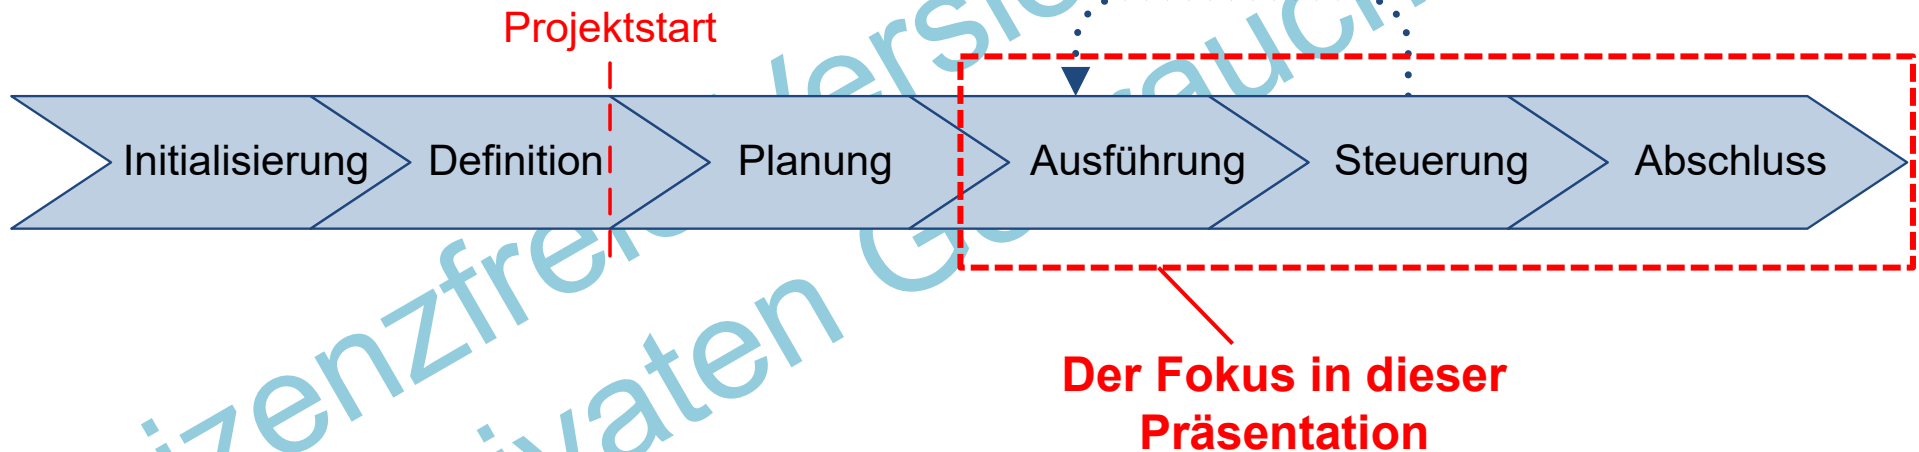 Projektstart
Initialisierung
Definition
Planung
Ausführung
Steuerung
Abschluss
Der Fokus in dieser
Präsentation